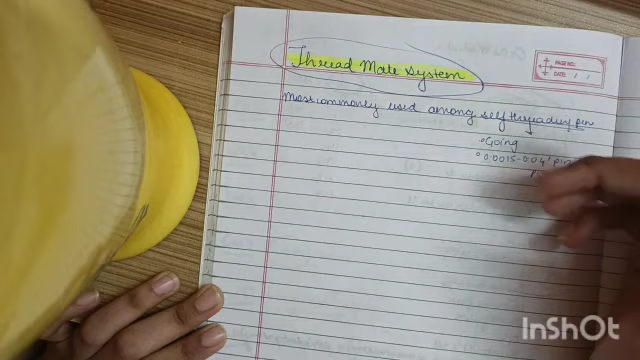 Thread Mate System
PAGE NO.:
DATE: / /
Most commonly used among self threading pin
• Going
• 0.0015-0.04" pin
InShOt